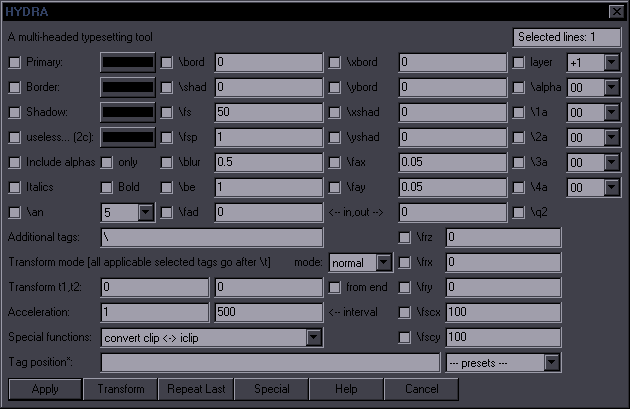 HYDRA
A multi-headed typesetting tool Selected lines: 1
Primary: \bord 0 \xbord 0 layer +1
Border: \shad 0 \ybord 0 \alpha 00
Shadow: \fs 50 \xshad 0 \1a 00
useless... (2c): \fsp 1 \yshad 0 \2a 00
Include alphas only \blur 0.5 \fax 0.05 \3a 00
Italics Bold \be 1 \fay 0.05 \4a 00
\an 5 \fad 0 <-- in,out --> 0 \q2
Additional tags: \ \frz 0
Transform mode [all applicable selected tags go after \t] mode: normal \frx 0
Transform t1,t2: 0 0 from end \fry 0
Acceleration: 1 500 <-- interval \fscx 100
Special functions: convert clip <-> iclip \fscy 100
Tag position*: --- presets ---
Apply Transform Repeat Last Special Help Cancel